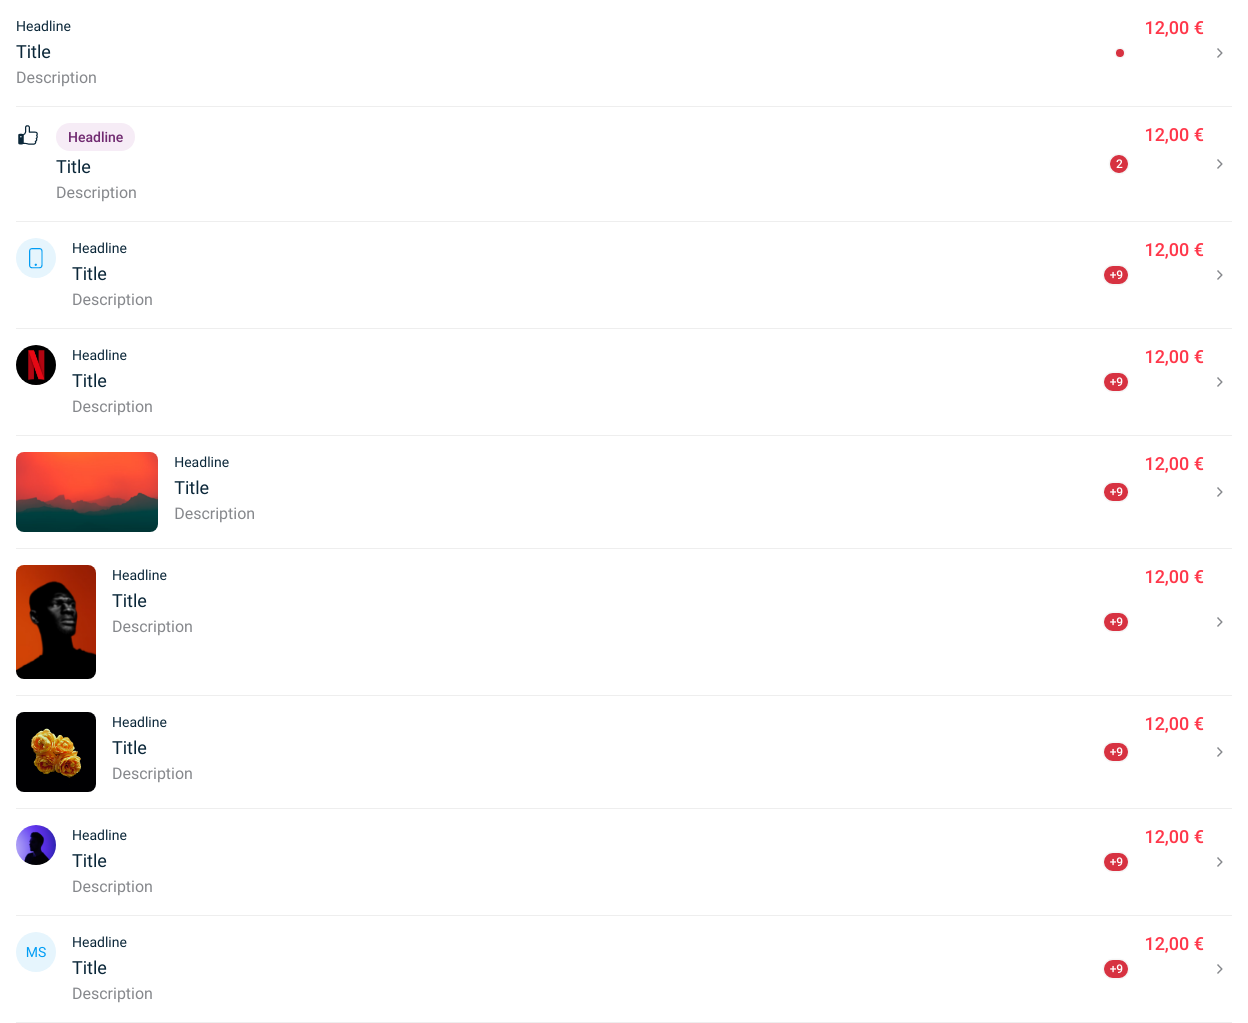 Headline
12,00 €
Title
Description
Headline
12,00 €
2
Title
Description
Headline
12,00 €
Title
+9
Description
N
Headline
12,00 €
Title
+9
Description
Headline
12,00 €
Title
+9
Description
Headline
12,00 €
Title
+9
Description
Headline
12,00 €
Title
+9
Description
Headline
12,00 €
Title
+9
Description
MS
Headline
12,00 €
Title
+9
Description